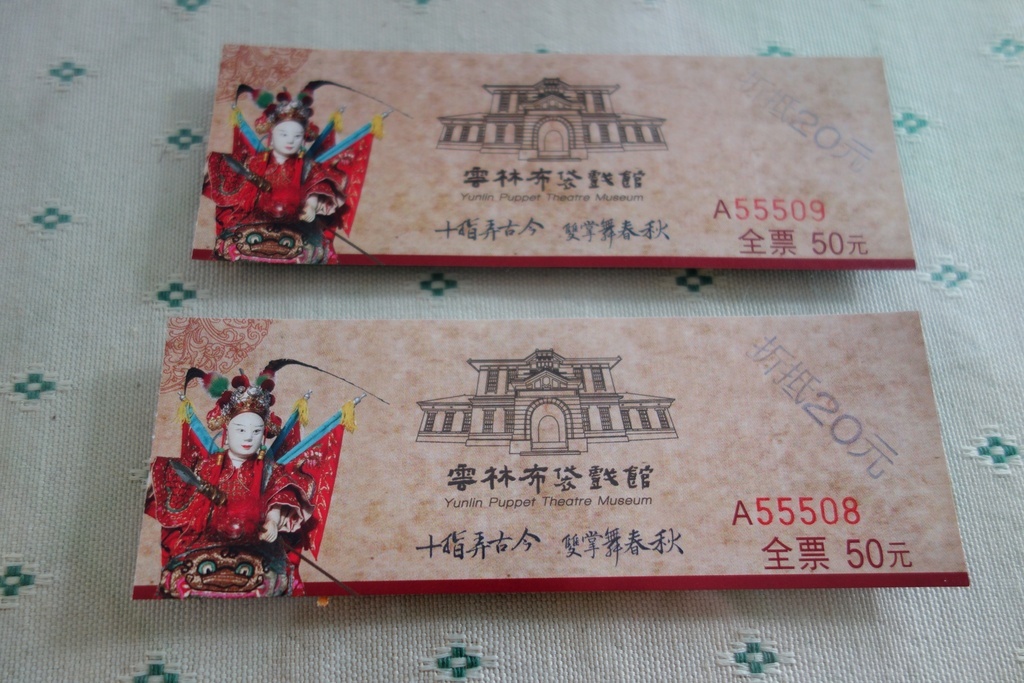 折抵20元
雲林布袋戲館
Yunlin Puppet Theatre Museum
十指弄古今 雙掌舞春秋
A55509
全票 50元
折抵20元
雲林布袋戲館
Yunlin Puppet Theatre Museum
十指弄古今 雙掌舞春秋
A55508
全票 50元